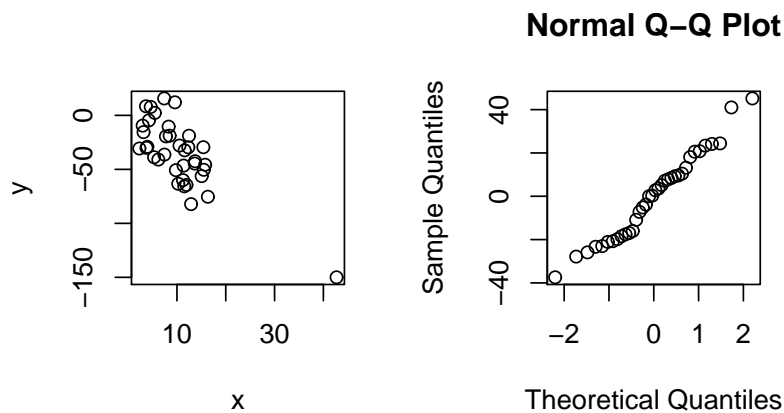 Normal Q−Q Plot
y
0
−50
−150
10
30
x
Sample Quantiles
40
0
−40
−2
0
1
2
Theoretical Quantiles